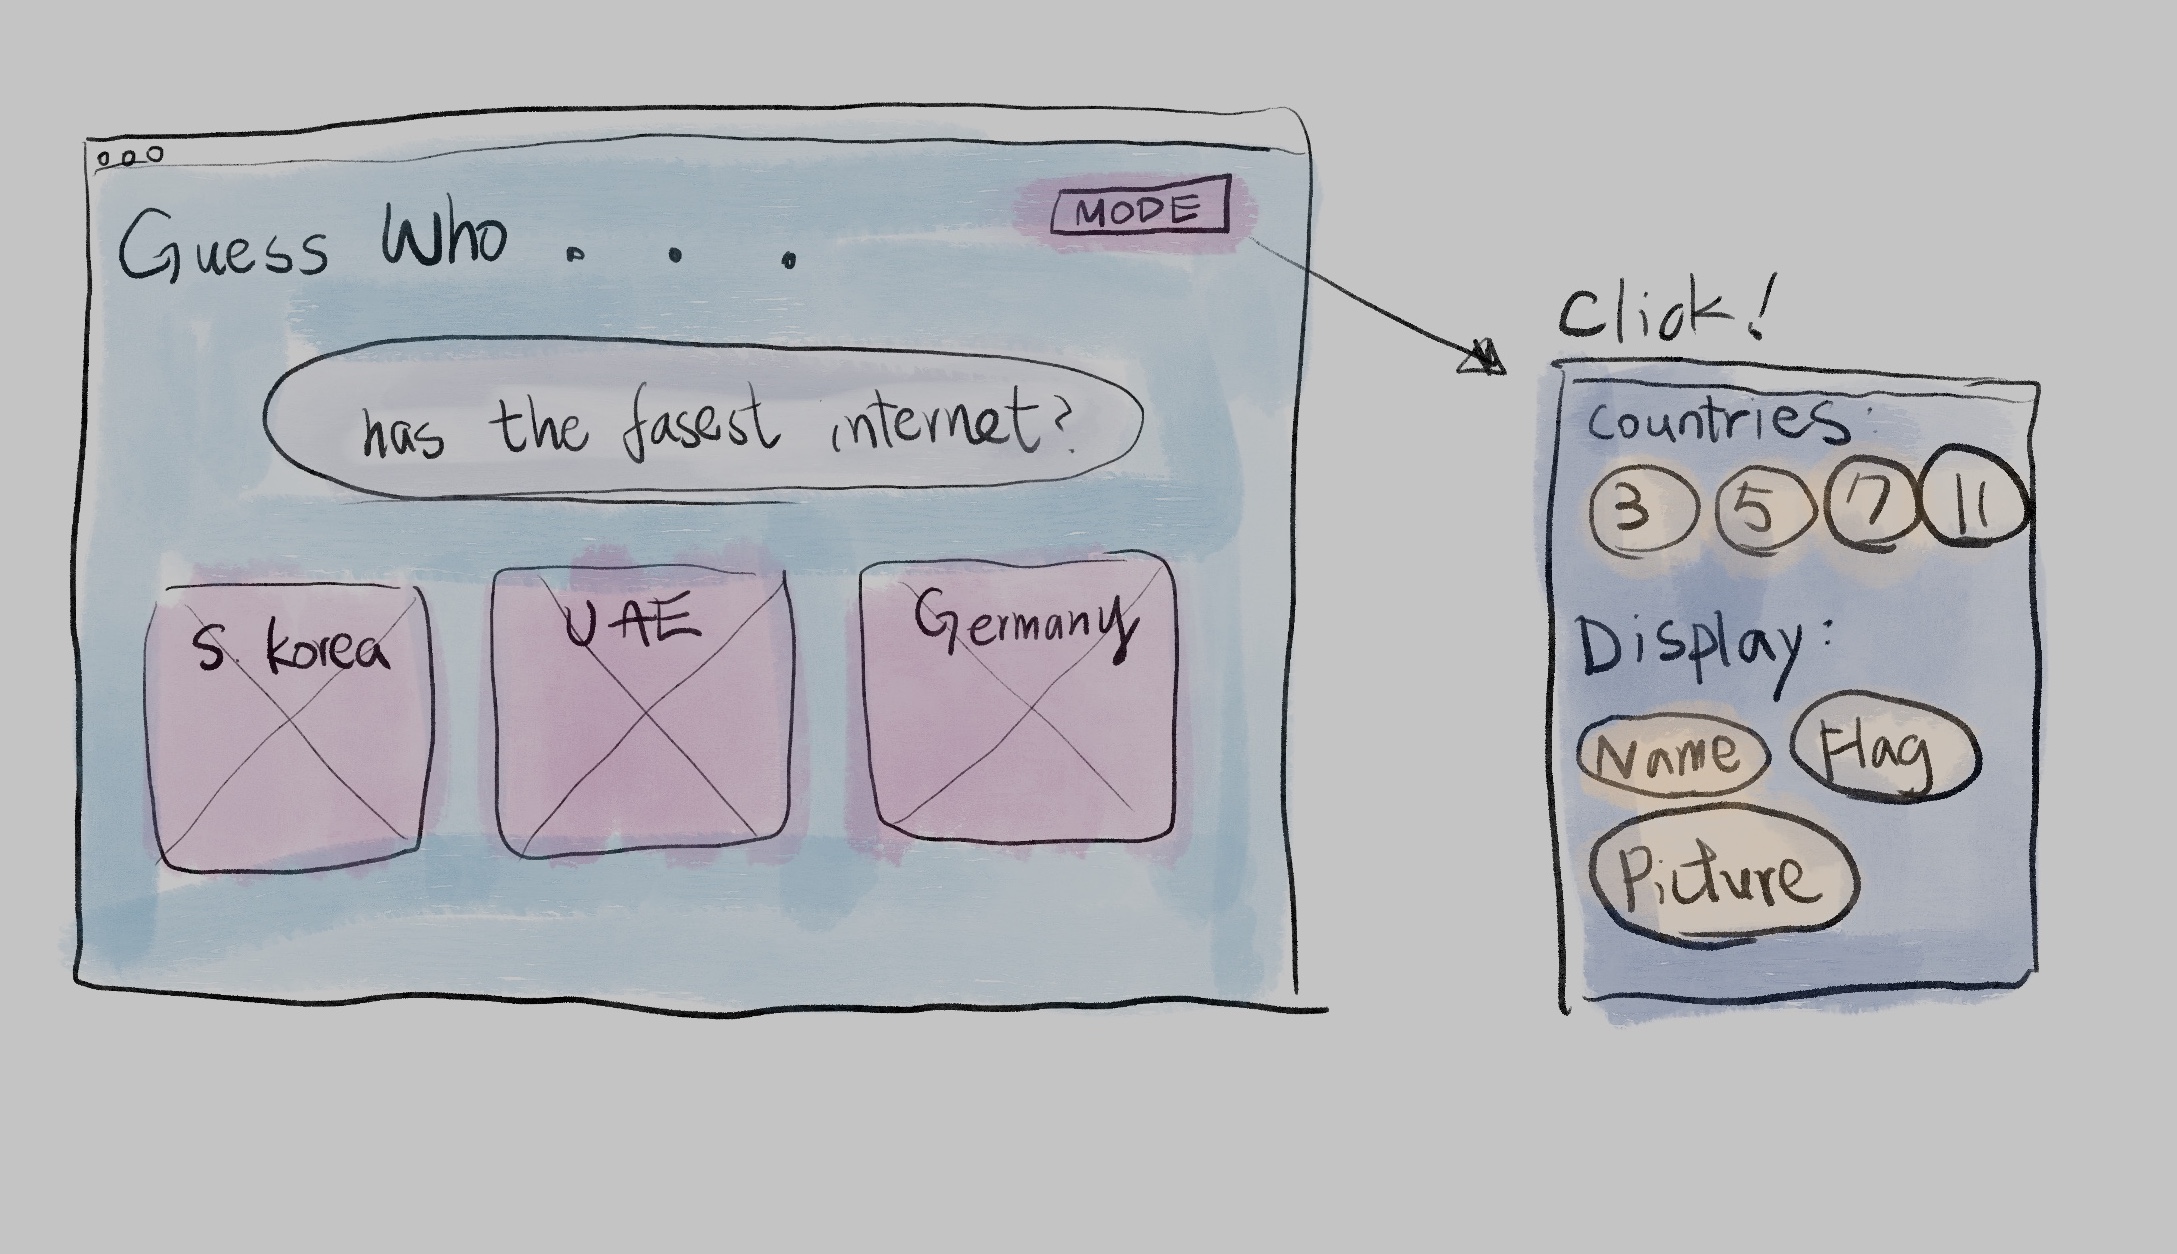 Guess Who . . .
MODE
has the fasest internet?
S. korea
UAE
Germany
Click!
Countries:
3 5 7 11
Display:
Name Flag
Picture